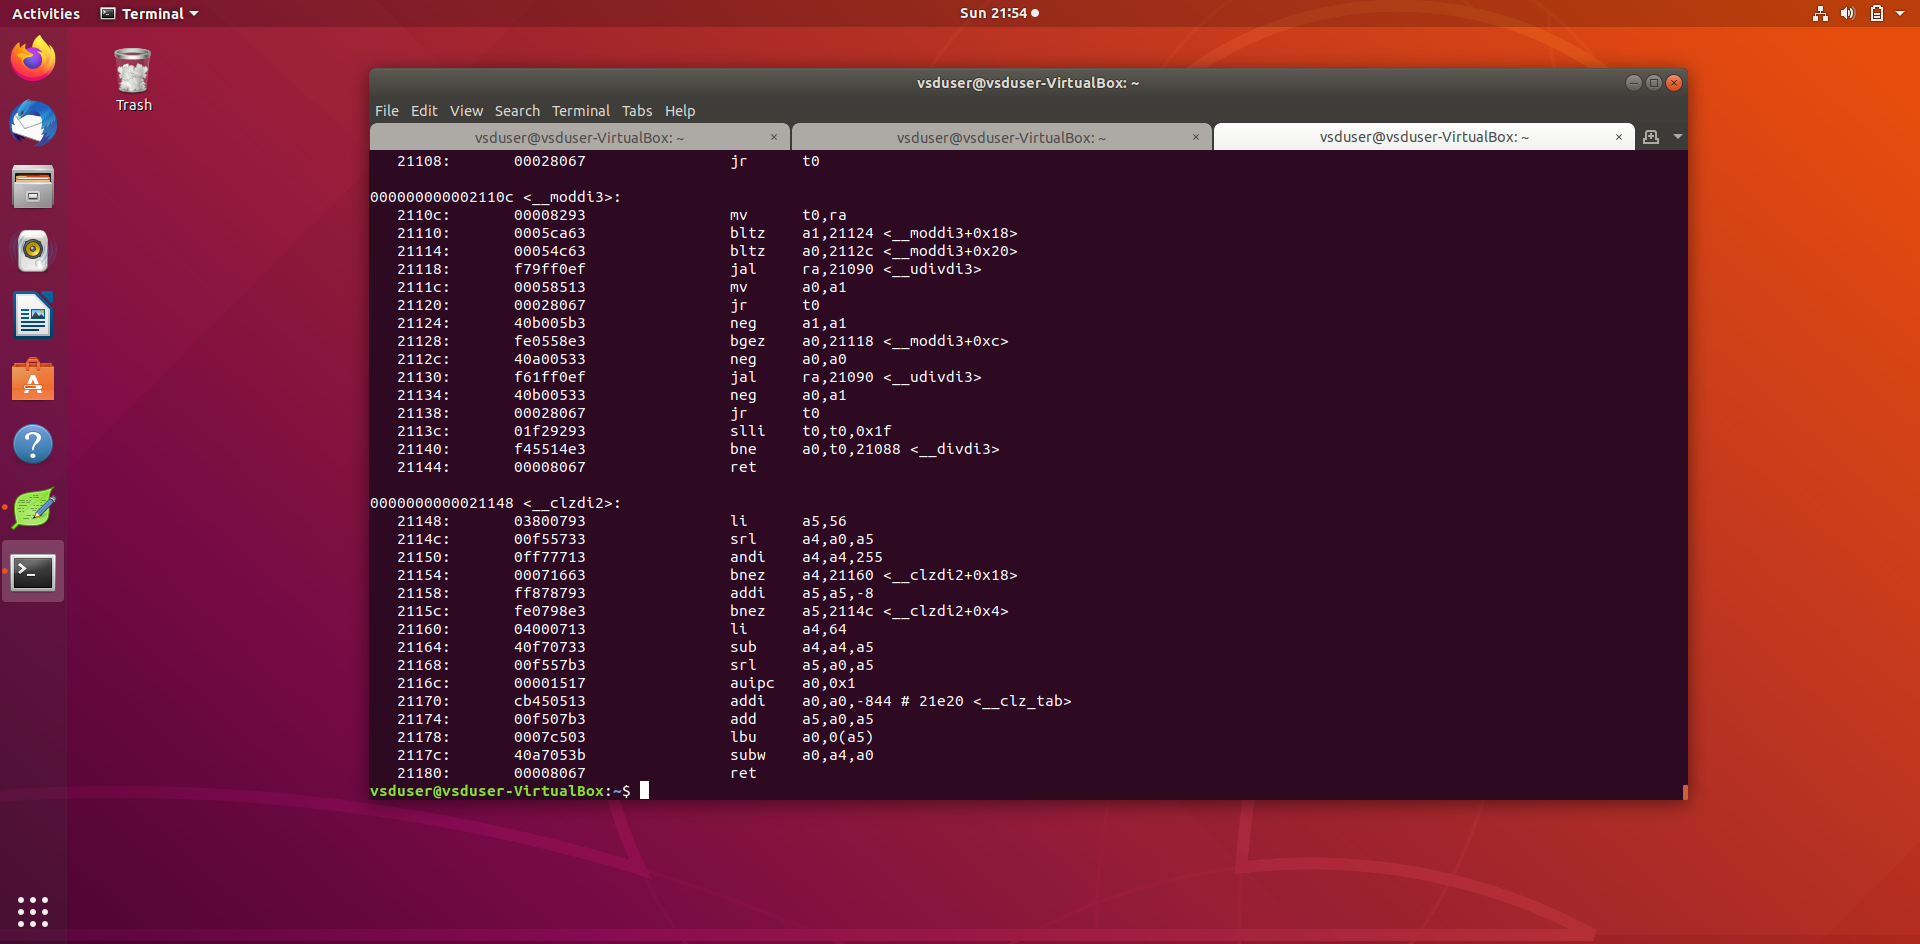 Activities Terminal Sun 21:54
Trash
vsduser@vsduser-VirtualBox: ~
File Edit View Search Terminal Tabs Help
vsduser@vsduser-VirtualBox: ~ × vsduser@vsduser-VirtualBox: ~ × vsduser@vsduser-VirtualBox: ~ ×
21108: 00028067 jr t0
000000000002110c <__moddi3>:
2110c: 00008293 mv t0,ra
21110: 0005ca63 bltz a1,21124 <__moddi3+0x18>
21114: 00054c63 bltz a0,2112c <__moddi3+0x20>
21118: f79ff0ef jal ra,21090 <__udivdi3>
2111c: 00058513 mv a0,a1
21120: 00028067 jr t0
21124: 40b005b3 neg a1,a1
21128: fe0558e3 bgez a0,21118 <__moddi3+0xc>
2112c: 40a00533 neg a0,a0
21130: f61ff0ef jal ra,21090 <__udivdi3>
21134: 40b00533 neg a0,a1
21138: 00028067 jr t0
2113c: 01f29293 slli t0,t0,0x1f
21140: f45514e3 bne a0,t0,21088 <__divdi3>
21144: 00008067 ret
0000000000021148 <__clzdi2>:
21148: 03800793 li a5,56
2114c: 00f55733 srl a4,a0,a5
21150: 0ff77713 andi a4,a4,255
21154: 00071663 bnez a4,21160 <__clzdi2+0x18>
21158: ff878793 addi a5,a5,-8
2115c: fe0798e3 bnez a5,2114c <__clzdi2+0x4>
21160: 04000713 li a4,64
21164: 40f70733 sub a4,a4,a5
21168: 00f557b3 srl a5,a0,a5
2116c: 00001517 auipc a0,0x1
21170: cb450513 addi a0,a0,-844 # 21e20 <__clz_tab>
21174: 00f507b3 add a5,a0,a5
21178: 0007c503 lbu a0,0(a5)
2117c: 40a7053b subw a0,a4,a0
21180: 00008067 ret
vsduser@vsduser-VirtualBox:~$